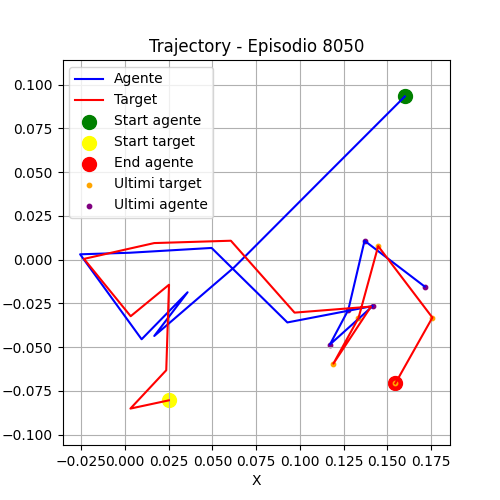 Trajectory - Episodio 8050
Agente
Target
Start agente
Start target
End agente
Ultimi target
Ultimi agente
0.100
0.075
0.050
0.025
0.000
−0.025
−0.050
−0.075
−0.100
−0.025 0.000 0.025 0.050 0.075 0.100 0.125 0.150 0.175
X